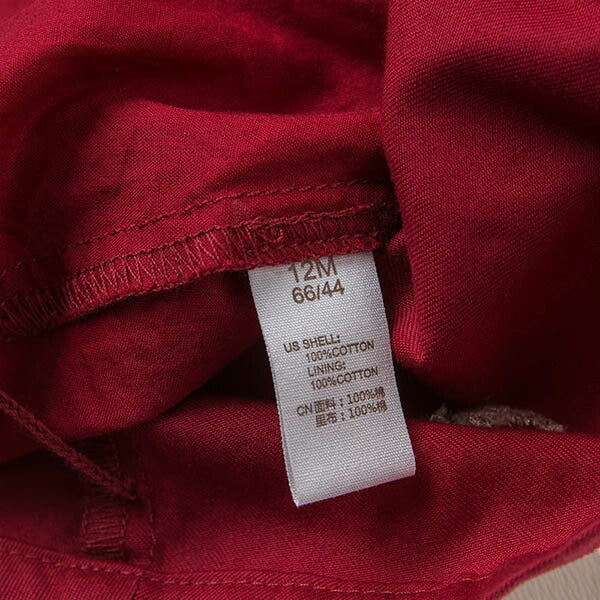 12M
66/44
US SHELL:
100%COTTON
LINING:
100%COTTON
CN面料:100%棉
里布:100%棉